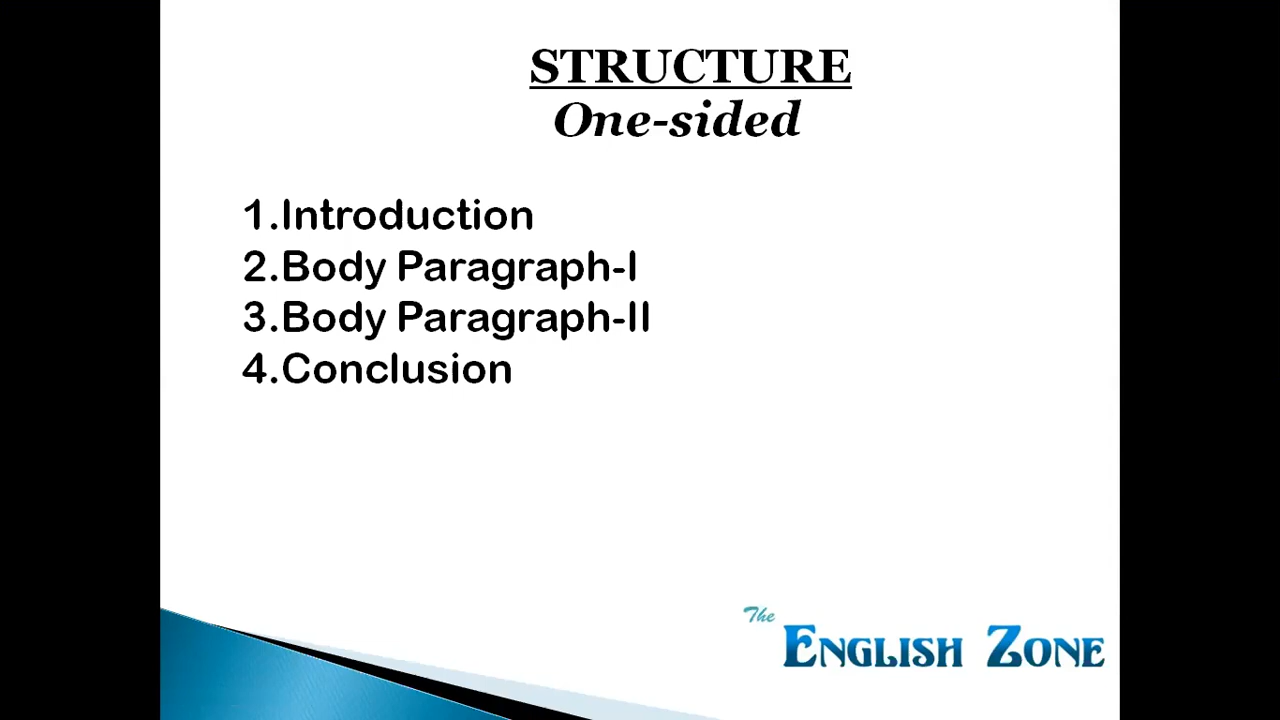 STRUCTURE
One-sided
1.Introduction
2.Body Paragraph-I
3.Body Paragraph-II
4.Conclusion
The
ENGLISH ZONE